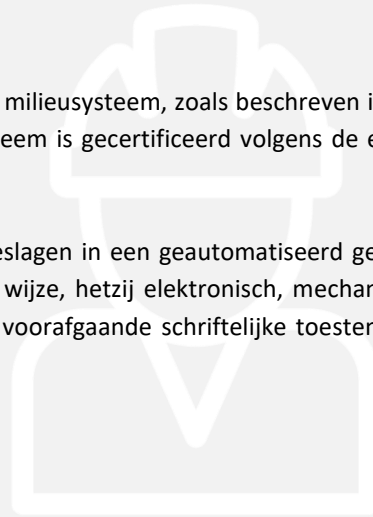 milieusysteem, zoals beschreven i
eem is gecertificeerd volgens de e
eslagen in een geautomatiseerd ge
wijze, hetzij elektronisch, mechar
voorafgaande schriftelijke toester